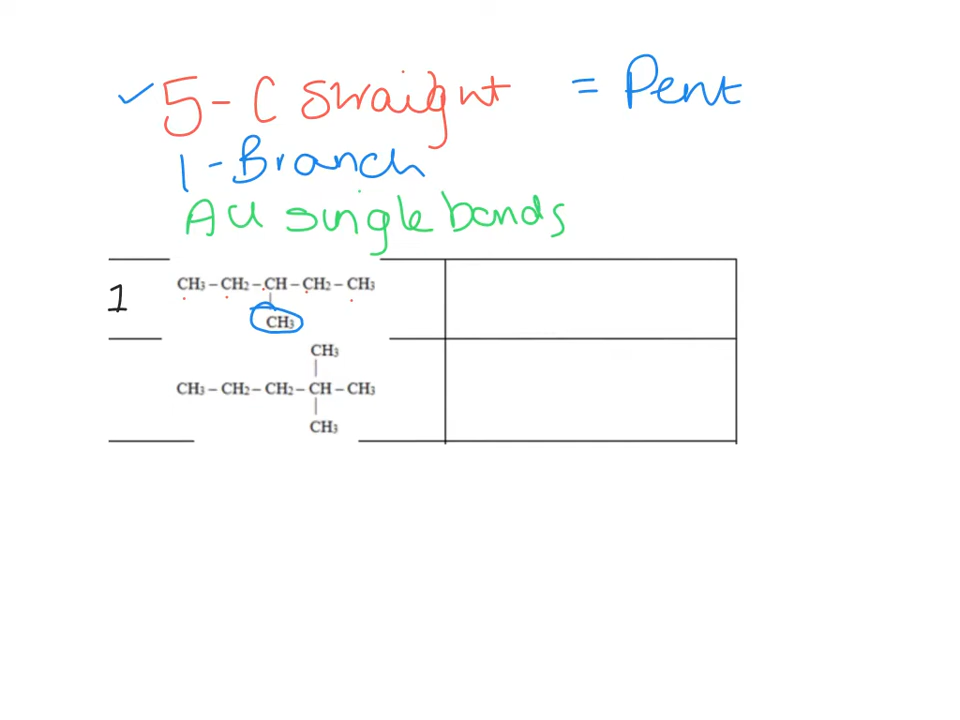 ✓ 5-C straight = Pent
1-Branch
All single bonds
CH₃ – CH₂ – CH – CH₂ – CH₃
1
CH₃
CH₃
CH₃ – CH₂ – CH₂ – CH – CH₃
CH₃